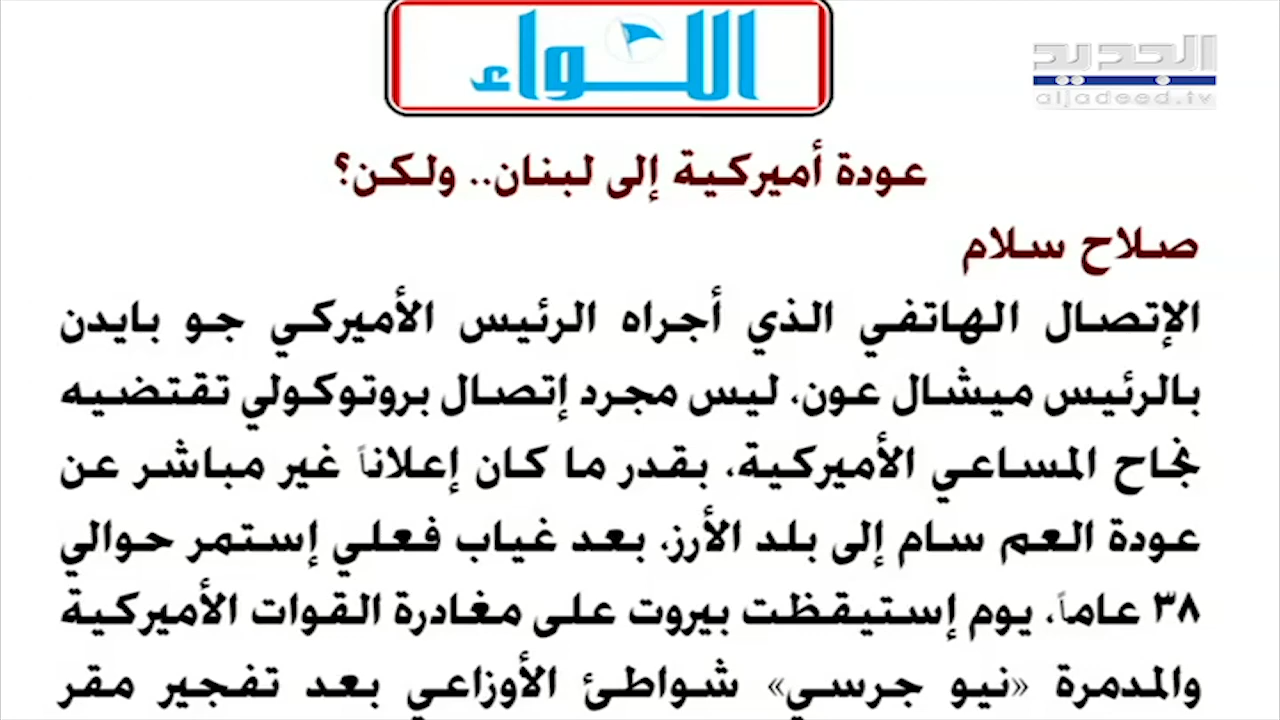 اللواء
الجديد
aljadeed.tv
عودة أميركية إلى لبنان.. ولكن؟
صلاح سلام
الإتصال الهاتفي الذي أجراه الرئيس الأميركي جو بايدن
بالرئيس ميشال عون، ليس مجرد إتصال بروتوكولي تقتضيه
نجاح المساعي الأميركية، بقدر ما كان إعلاناً غير مباشر عن
عودة العم سام إلى بلد الأرز، بعد غياب فعلي إستمر حوالي
٣٨ عاماً، يوم إستيقظت بيروت على مغادرة القوات الأميركية
والمدمرة «نيو جرسي» شواطئ الأوزاعي بعد تفجير مقر